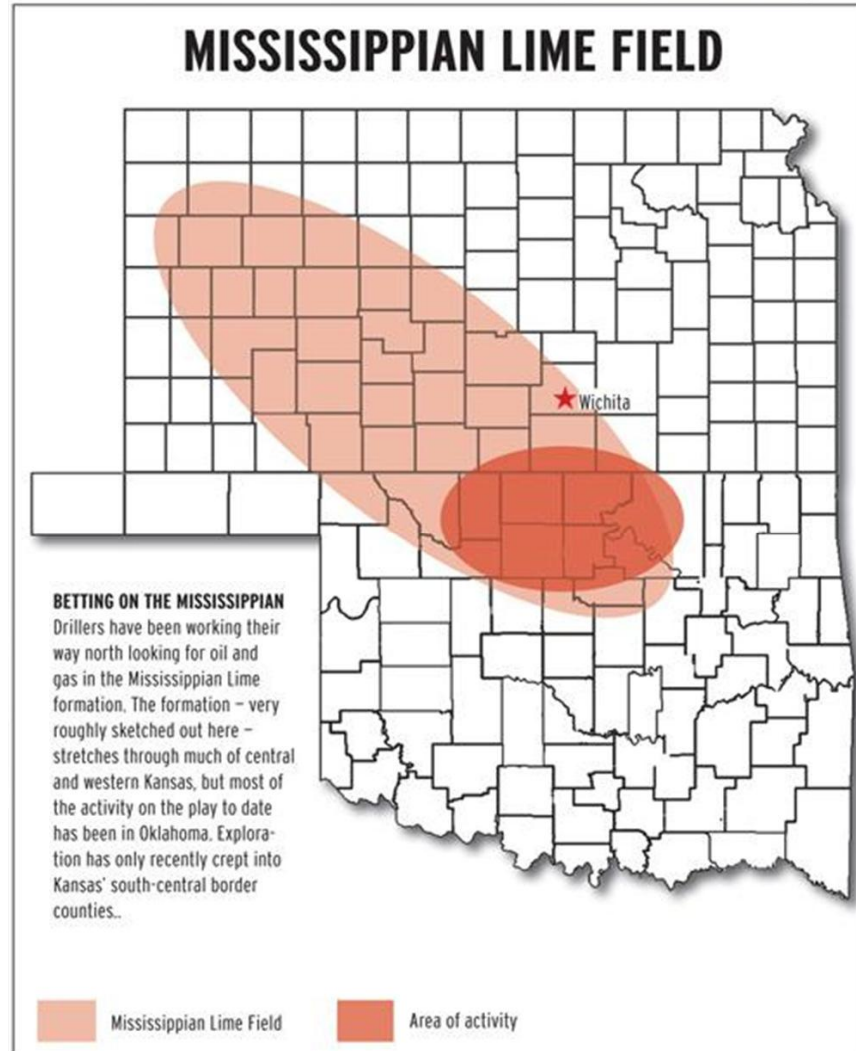 MISSISSIPPIAN LIME FIELD
Wichita
BETTING ON THE MISSISSIPPIAN
Drillers have been working their
way north looking for oil and
gas in the Mississippian Lime
formation. The formation – very
roughly sketched out here –
stretches through much of central
and western Kansas, but most of
the activity on the play to date
has been in Oklahoma. Explora-
tion has only recently crept into
Kansas' south-central border
counties..
Mississippian Lime Field
Area of activity